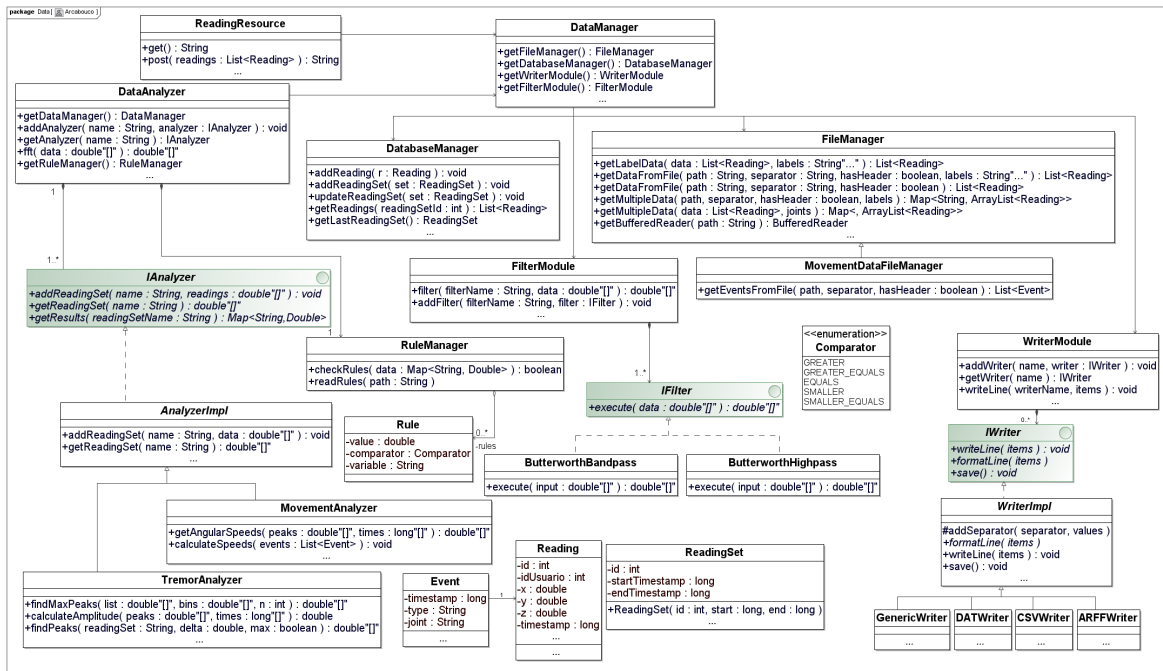 package Data[ Arcabouco ]
ReadingResource
+get() : String
+post( readings : List<Reading> ) : String
...
DataManager
+getFileManager() : FileManager
+getDatabaseManager() : DatabaseManager
+getWriterModule() : WriterModule
+getFilterModule() : FilterModule
...
DataAnalyzer
+getDataManager() : DataManager
+addAnalyzer( name : String, analyzer : IAnalyzer ) : void
+getAnalyzer( name : String ) : IAnalyzer
+fft( data : double"[]" ) : double"[]"
+getRuleManager() : RuleManager
...
1
1
1..*
DatabaseManager
+addReading( r : Reading ) : void
+addReadingSet( set : ReadingSet ) : void
+updateReadingSet( set : ReadingSet ) : void
+getReadings( readingSetId : int ) : List<Reading>
+getLastReadingSet() : ReadingSet
...
FileManager
+getLabelData( data : List<Reading>, labels : String"..." ) : List<Reading>
+getDataFromFile( path : String, separator : String, hasHeader : boolean, labels : String"..." ) : List<Reading>
+getDataFromFile( path : String, separator : String, hasHeader : boolean ) : List<Reading>
+getMultipleData( path, separator, hasHeader : boolean, labels ) : Map<String, ArrayList<Reading>>
+getMultipleData( data : List<Reading>, joints ) : Map<, ArrayList<Reading>>
+getBufferedReader( path : String ) : BufferedReader
...
IAnalyzer
+addReadingSet( name : String, readings : double"[]" ) : void
+getReadingSet( name : String ) : double"[]"
+getResults( readingSetName : String ) : Map<String,Double>
FilterModule
+filter( filterName : String, data : double"[]" ) : double"[]"
+addFilter( filterName : String, filter : IFilter ) : void
...
1..*
MovementDataFileManager
+getEventsFromFile( path, separator, hasHeader : boolean ) : List<Event>
RuleManager
+checkRules( data : Map<String, Double> ) : boolean
+readRules( path : String )
0..*
-rules
<<enumeration>>
Comparator
GREATER
GREATER_EQUALS
EQUALS
SMALLER
SMALLER_EQUALS
WriterModule
+addWriter( name, writer : IWriter ) : void
+getWriter( name ) : IWriter
+writeLine( writerName, items ) : void
...
0..*
IFilter
+execute( data : double"[]" ) : double"[]"
AnalyzerImpl
+addReadingSet( name : String, data : double"[]" ) : void
+getReadingSet( name : String ) : double"[]"
...
Rule
-value : double
-comparator : Comparator
-variable : String
IWriter
+writeLine( items ) : void
+formatLine( items )
+save() : void
ButterworthBandpass
+execute( input : double"[]" ) : double"[]"
ButterworthHighpass
+execute( input : double"[]" ) : double"[]"
MovementAnalyzer
+getAngularSpeeds( peaks : double"[]", times : long"[]" ) : double"[]"
+calculateSpeeds( events : List<Event> ) : void
...
WriterImpl
#addSeparator( separator, values )
+formatLine( items )
+writeLine( items ) : void
+save() : void
...
TremorAnalyzer
+findMaxPeaks( list : double"[]", bins : double"[]", n : int ) : double"[]"
+calculateAmplitude( peaks : double"[]", times : long"[]" ) : double
+findPeaks( readingSet : String, delta : double, max : boolean ) : double"[]"
...
Event
-timestamp : long
-type : String
-joint : String
...
1
Reading
-id : int
-idUsuario : int
-x : double
-y : double
-z : double
-timestamp : long
...
...
ReadingSet
-id : int
-startTimestamp : long
-endTimestamp : long
+ReadingSet( id : int, start : long, end : long )
...
GenericWriter
...
DATWriter
...
CSVWriter
...
ARFFWriter
...